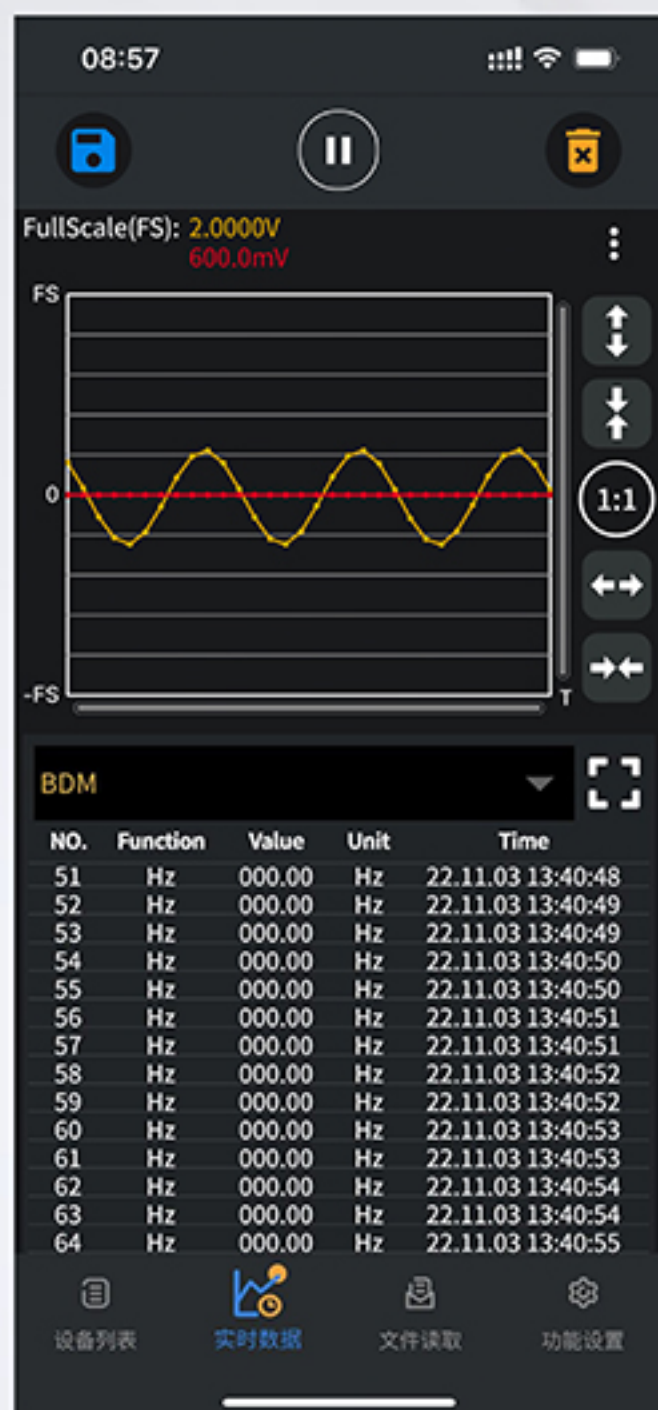 08:57
FullScale(FS): 2.0000V
600.0mV
FS
0
1:1
-FS
T
BDM
NO. Function Value Unit Time
51 Hz 000.00 Hz 22.11.03 13:40:48
52 Hz 000.00 Hz 22.11.03 13:40:49
53 Hz 000.00 Hz 22.11.03 13:40:49
54 Hz 000.00 Hz 22.11.03 13:40:50
55 Hz 000.00 Hz 22.11.03 13:40:50
56 Hz 000.00 Hz 22.11.03 13:40:51
57 Hz 000.00 Hz 22.11.03 13:40:51
58 Hz 000.00 Hz 22.11.03 13:40:52
59 Hz 000.00 Hz 22.11.03 13:40:52
60 Hz 000.00 Hz 22.11.03 13:40:53
61 Hz 000.00 Hz 22.11.03 13:40:53
62 Hz 000.00 Hz 22.11.03 13:40:54
63 Hz 000.00 Hz 22.11.03 13:40:54
64 Hz 000.00 Hz 22.11.03 13:40:55
设备列表 实时数据 文件读取 功能设置